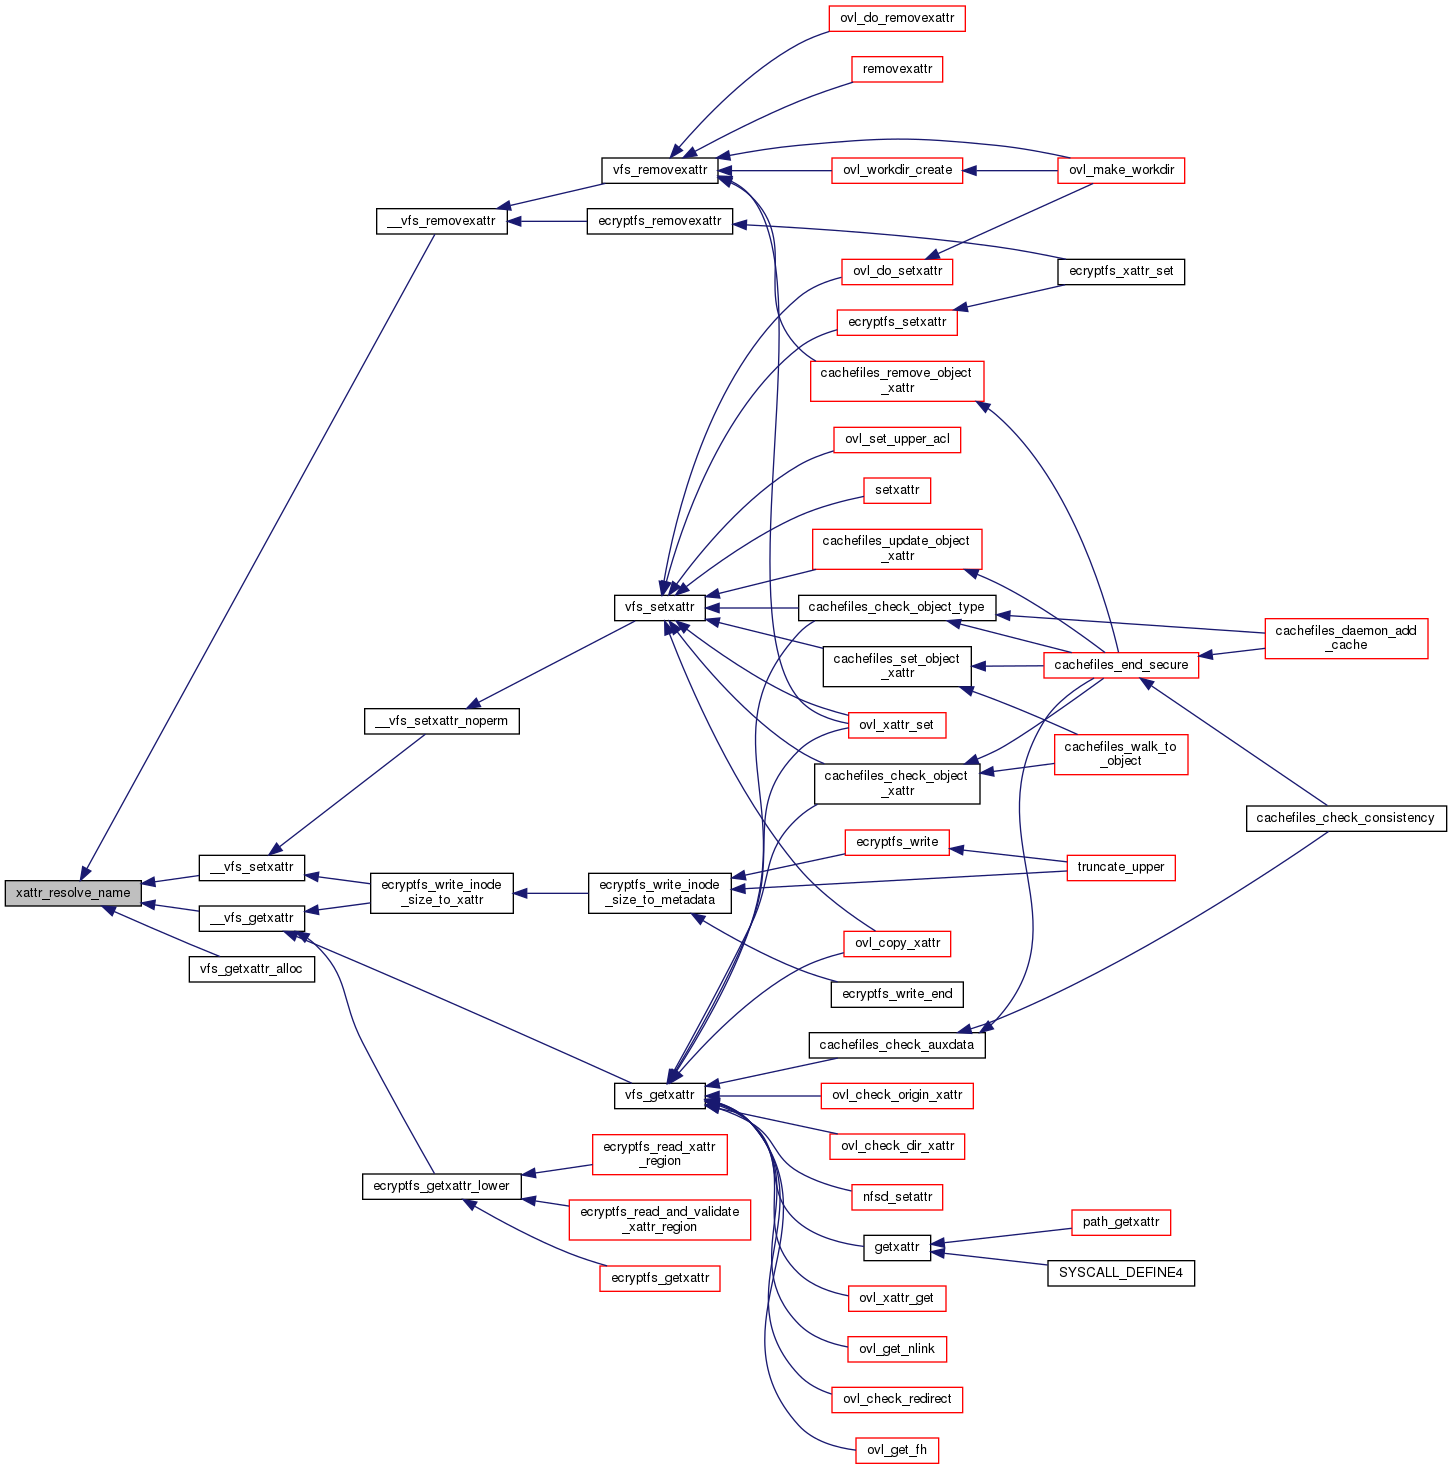 ovl_do_removexattr
removexattr
vfs_removexattr
ovl_workdir_create
ovl_make_workdir
__vfs_removexattr
ecryptfs_removexattr
ovl_do_setxattr
ecryptfs_xattr_set
ecryptfs_setxattr
cachefiles_remove_object
_xattr
ovl_set_upper_acl
setxattr
cachefiles_update_object
_xattr
vfs_setxattr
cachefiles_check_object_type
cachefiles_daemon_add
_cache
cachefiles_set_object
_xattr
cachefiles_end_secure
__vfs_setxattr_noperm
ovl_xattr_set
cachefiles_walk_to
_object
cachefiles_check_object
_xattr
cachefiles_check_consistency
ecryptfs_write
truncate_upper
__vfs_setxattr
xattr_resolve_name
ecryptfs_write_inode
_size_to_xattr
ecryptfs_write_inode
_size_to_metadata
__vfs_getxattr
ovl_copy_xattr
vfs_getxattr_alloc
ecryptfs_write_end
cachefiles_check_auxdata
vfs_getxattr
ovl_check_origin_xattr
ovl_check_dir_xattr
ecryptfs_read_xattr
_region
ecryptfs_getxattr_lower
nfsd_setattr
ecryptfs_read_and_validate
_xattr_region
path_getxattr
getxattr
SYSCALL_DEFINE4
ecryptfs_getxattr
ovl_xattr_get
ovl_get_nlink
ovl_check_redirect
ovl_get_fh